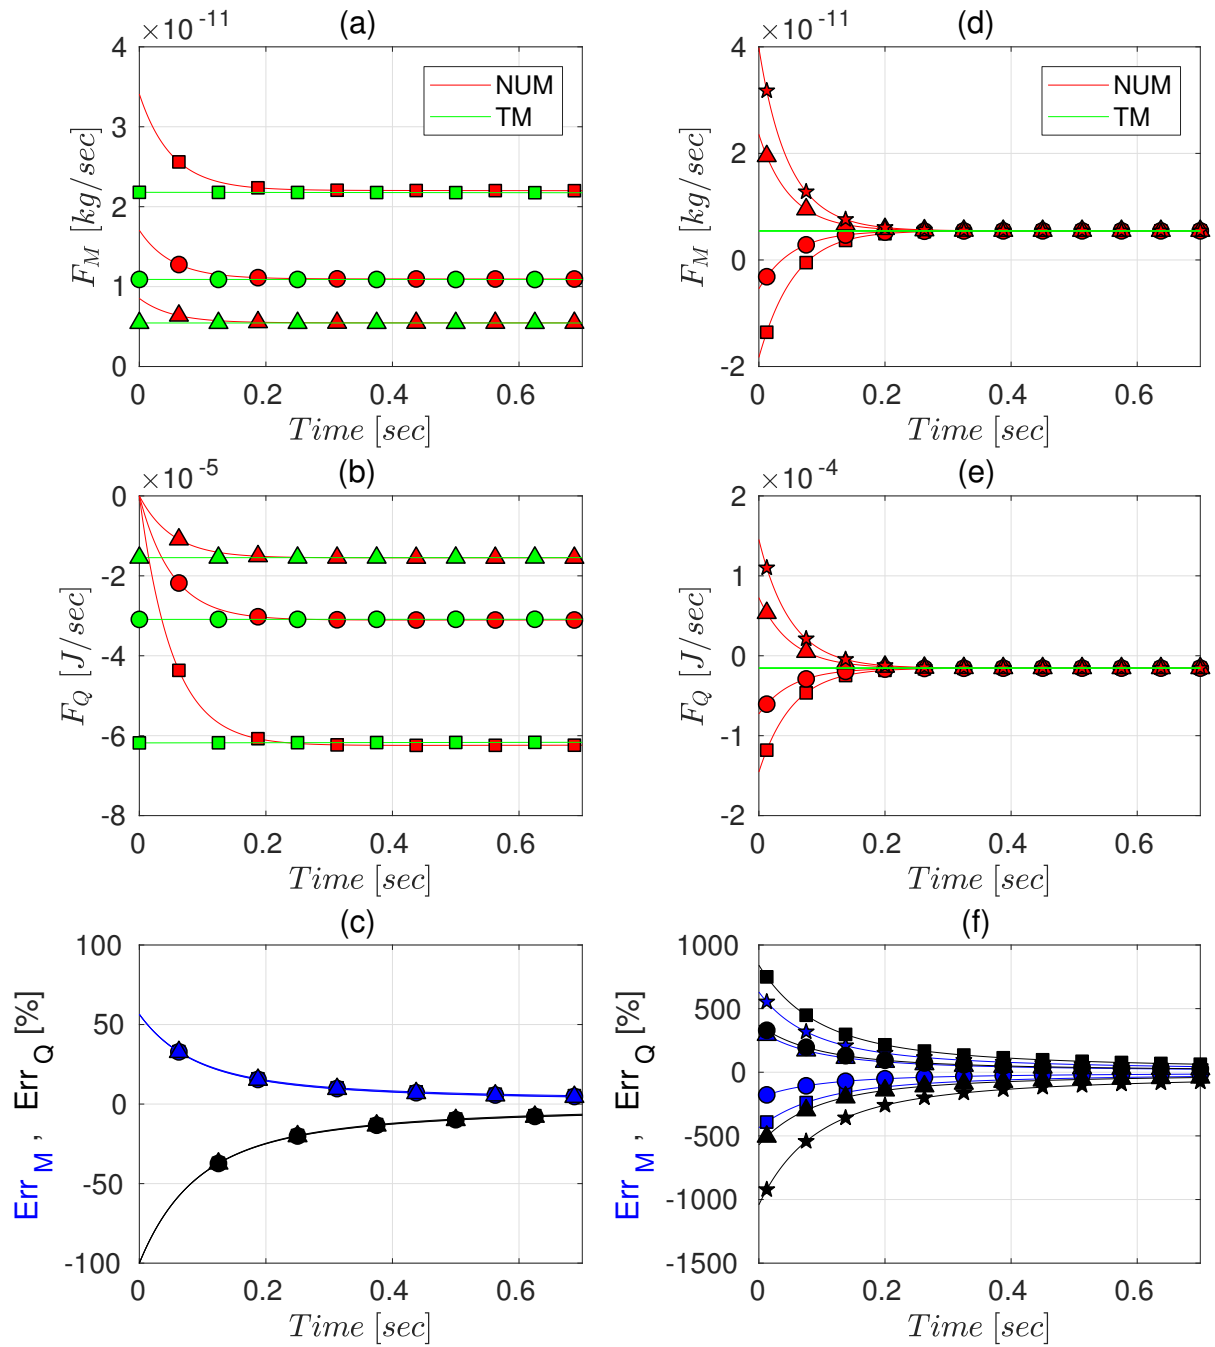 (a)
×10 -11
4
3
2
1
0
F_M [kg/sec]
NUM
TM
0 0.2 0.4 0.6
Time [sec]
(d)
×10 -11
4
2
0
-2
F_M [kg/sec]
NUM
TM
0 0.2 0.4 0.6
Time [sec]
(b)
×10 -5
0
-2
-4
-6
-8
F_Q [J/sec]
0 0.2 0.4 0.6
Time [sec]
(e)
×10 -4
2
1
0
-1
-2
F_Q [J/sec]
0 0.2 0.4 0.6
Time [sec]
(c)
100
50
0
-50
-100
Err_M , Err_Q [%]
0 0.2 0.4 0.6
Time [sec]
(f)
1000
500
0
-500
-1000
-1500
Err_M , Err_Q [%]
0 0.2 0.4 0.6
Time [sec]